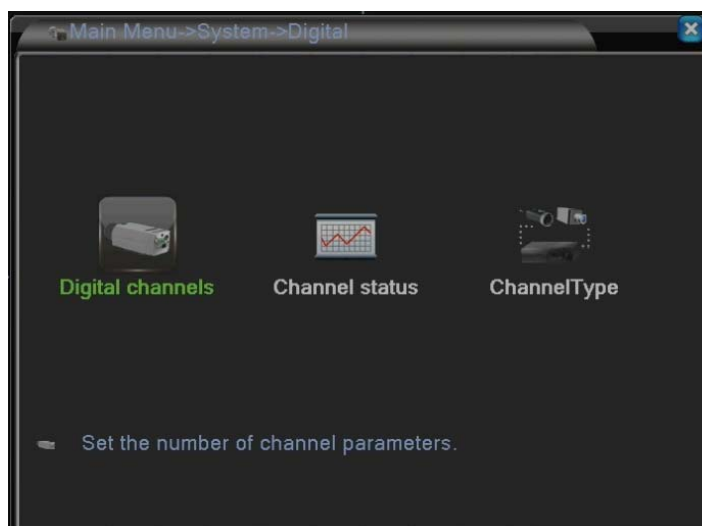 Main Menu->System->Digital
Digital channels
Channel status
ChannelType
Set the number of channel parameters.